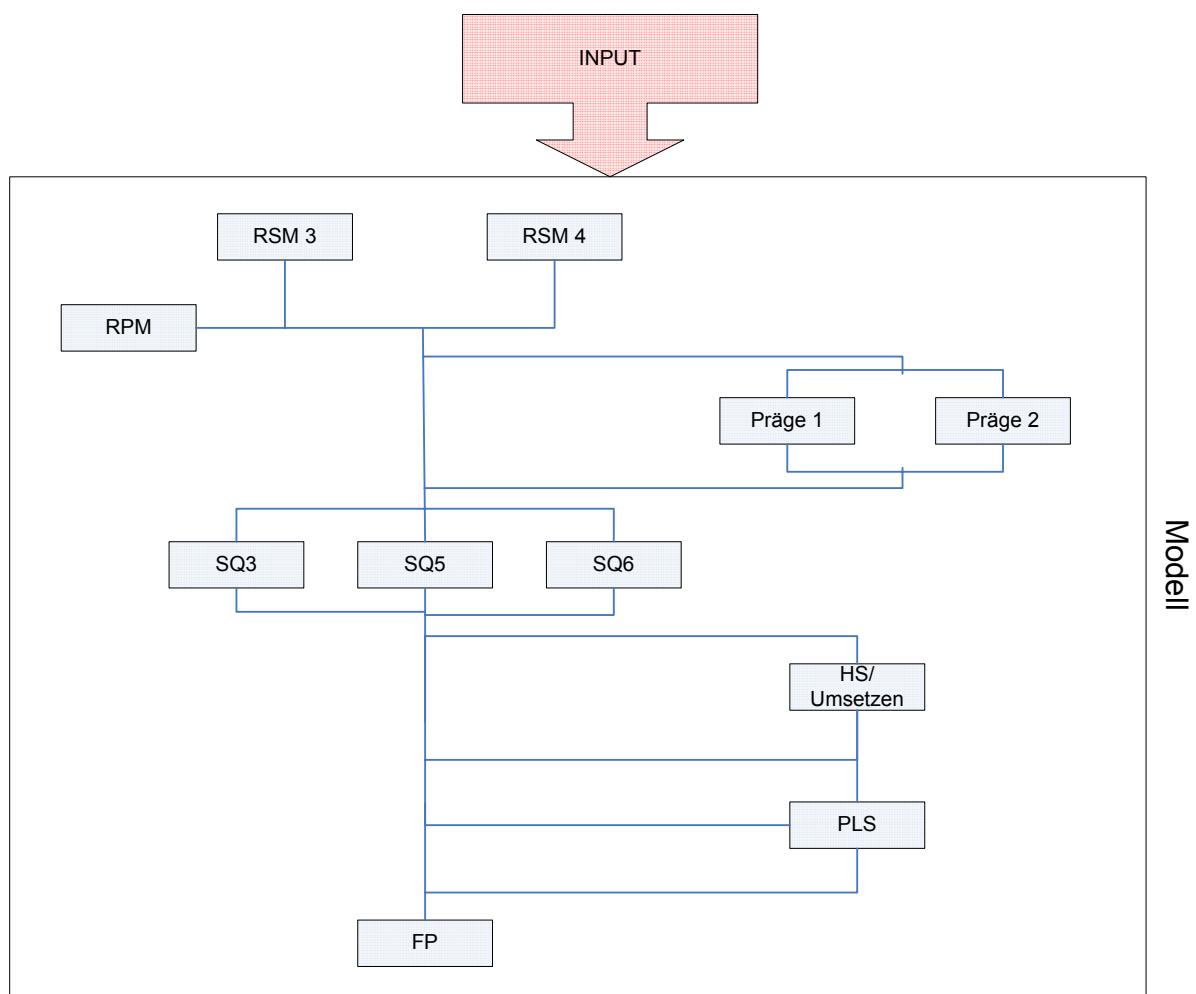 INPUT
RSM 3
RSM 4
RPM
Präge 1
Präge 2
SQ3
SQ5
SQ6
HS/
Umsetzen
PLS
FP
Modell